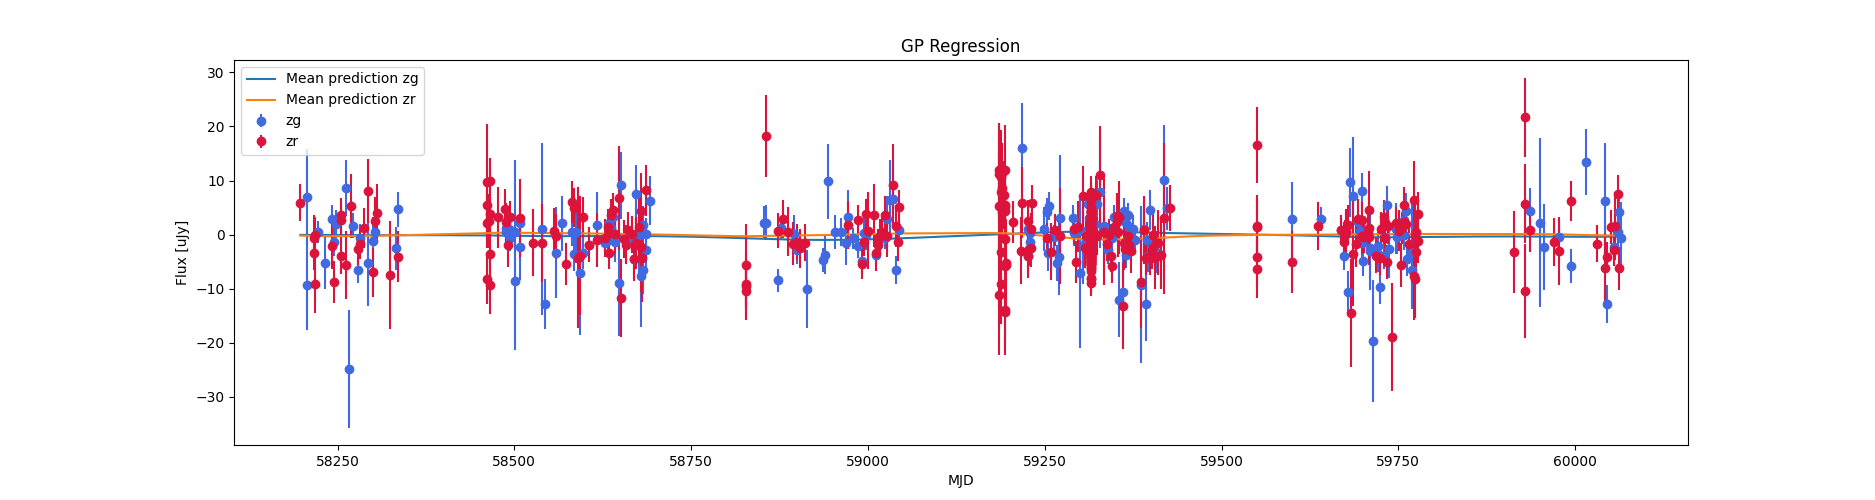 GP Regression
Mean prediction zg
Mean prediction zr
zg
zr
Flux [uJy]
30
20
10
0
−10
−20
−30
58250 58500 58750 59000 59250 59500 59750 60000
MJD